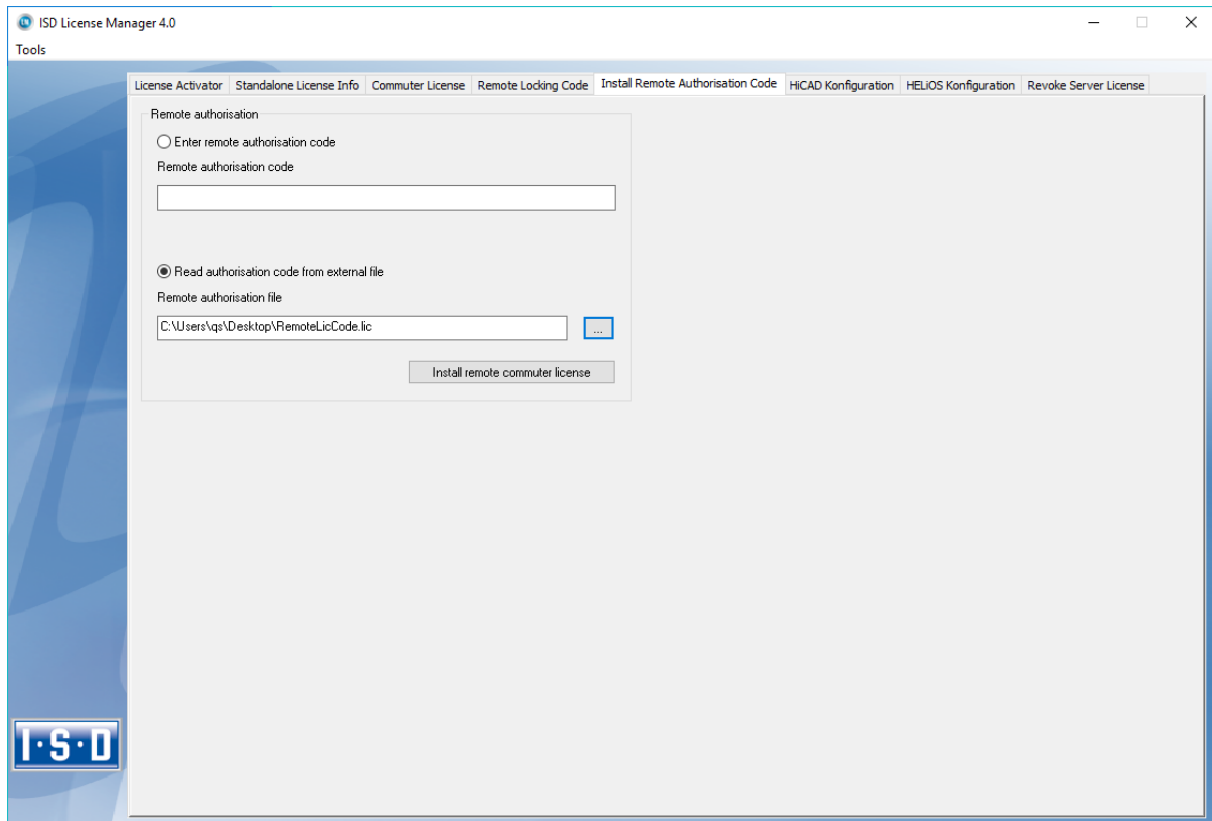 ISD License Manager 4.0
Tools
License Activator Standalone License Info Commuter License Remote Locking Code Install Remote Authorisation Code HiCAD Konfiguration HELiOS Konfiguration Revoke Server License
Remote authorisation
Enter remote authorisation code
Remote authorisation code
Read authorisation code from external file
Remote authorisation file
C:\Users\qs\Desktop\RemoteLicCode.lic
...
Install remote commuter license
I·S·D